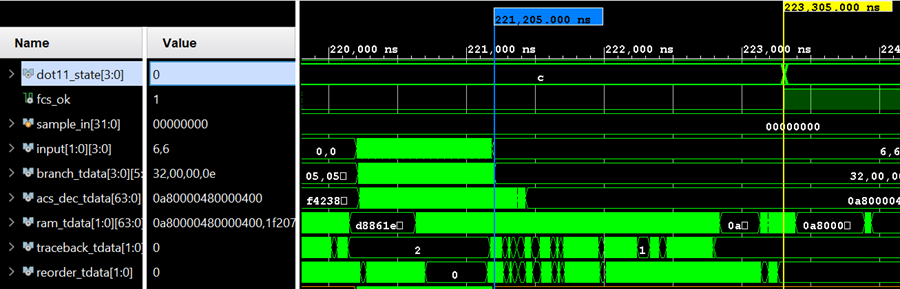 221,205.000 ns
223,305.000 ns
Name
Value
220,000 ns
221,000 ns
222,000 ns
223,000 ns
224
dot11_state[3:0]
0
c
fcs_ok
1
sample_in[31:0]
00000000
00000000
input[1:0][3:0]
6,6
0,0
6,6
branch_tdata[3:0][5:
32,00,00,0e
05,05
32,00,00
acs_dec_tdata[63:0]
0a80000480000400
f4238
0a800004
ram_tdata[1:0][63:0]
0a80000480000400,1f207
d8861e
0a
0a8000
traceback_tdata[1:0]
0
2
1
reorder_tdata[1:0]
0
0